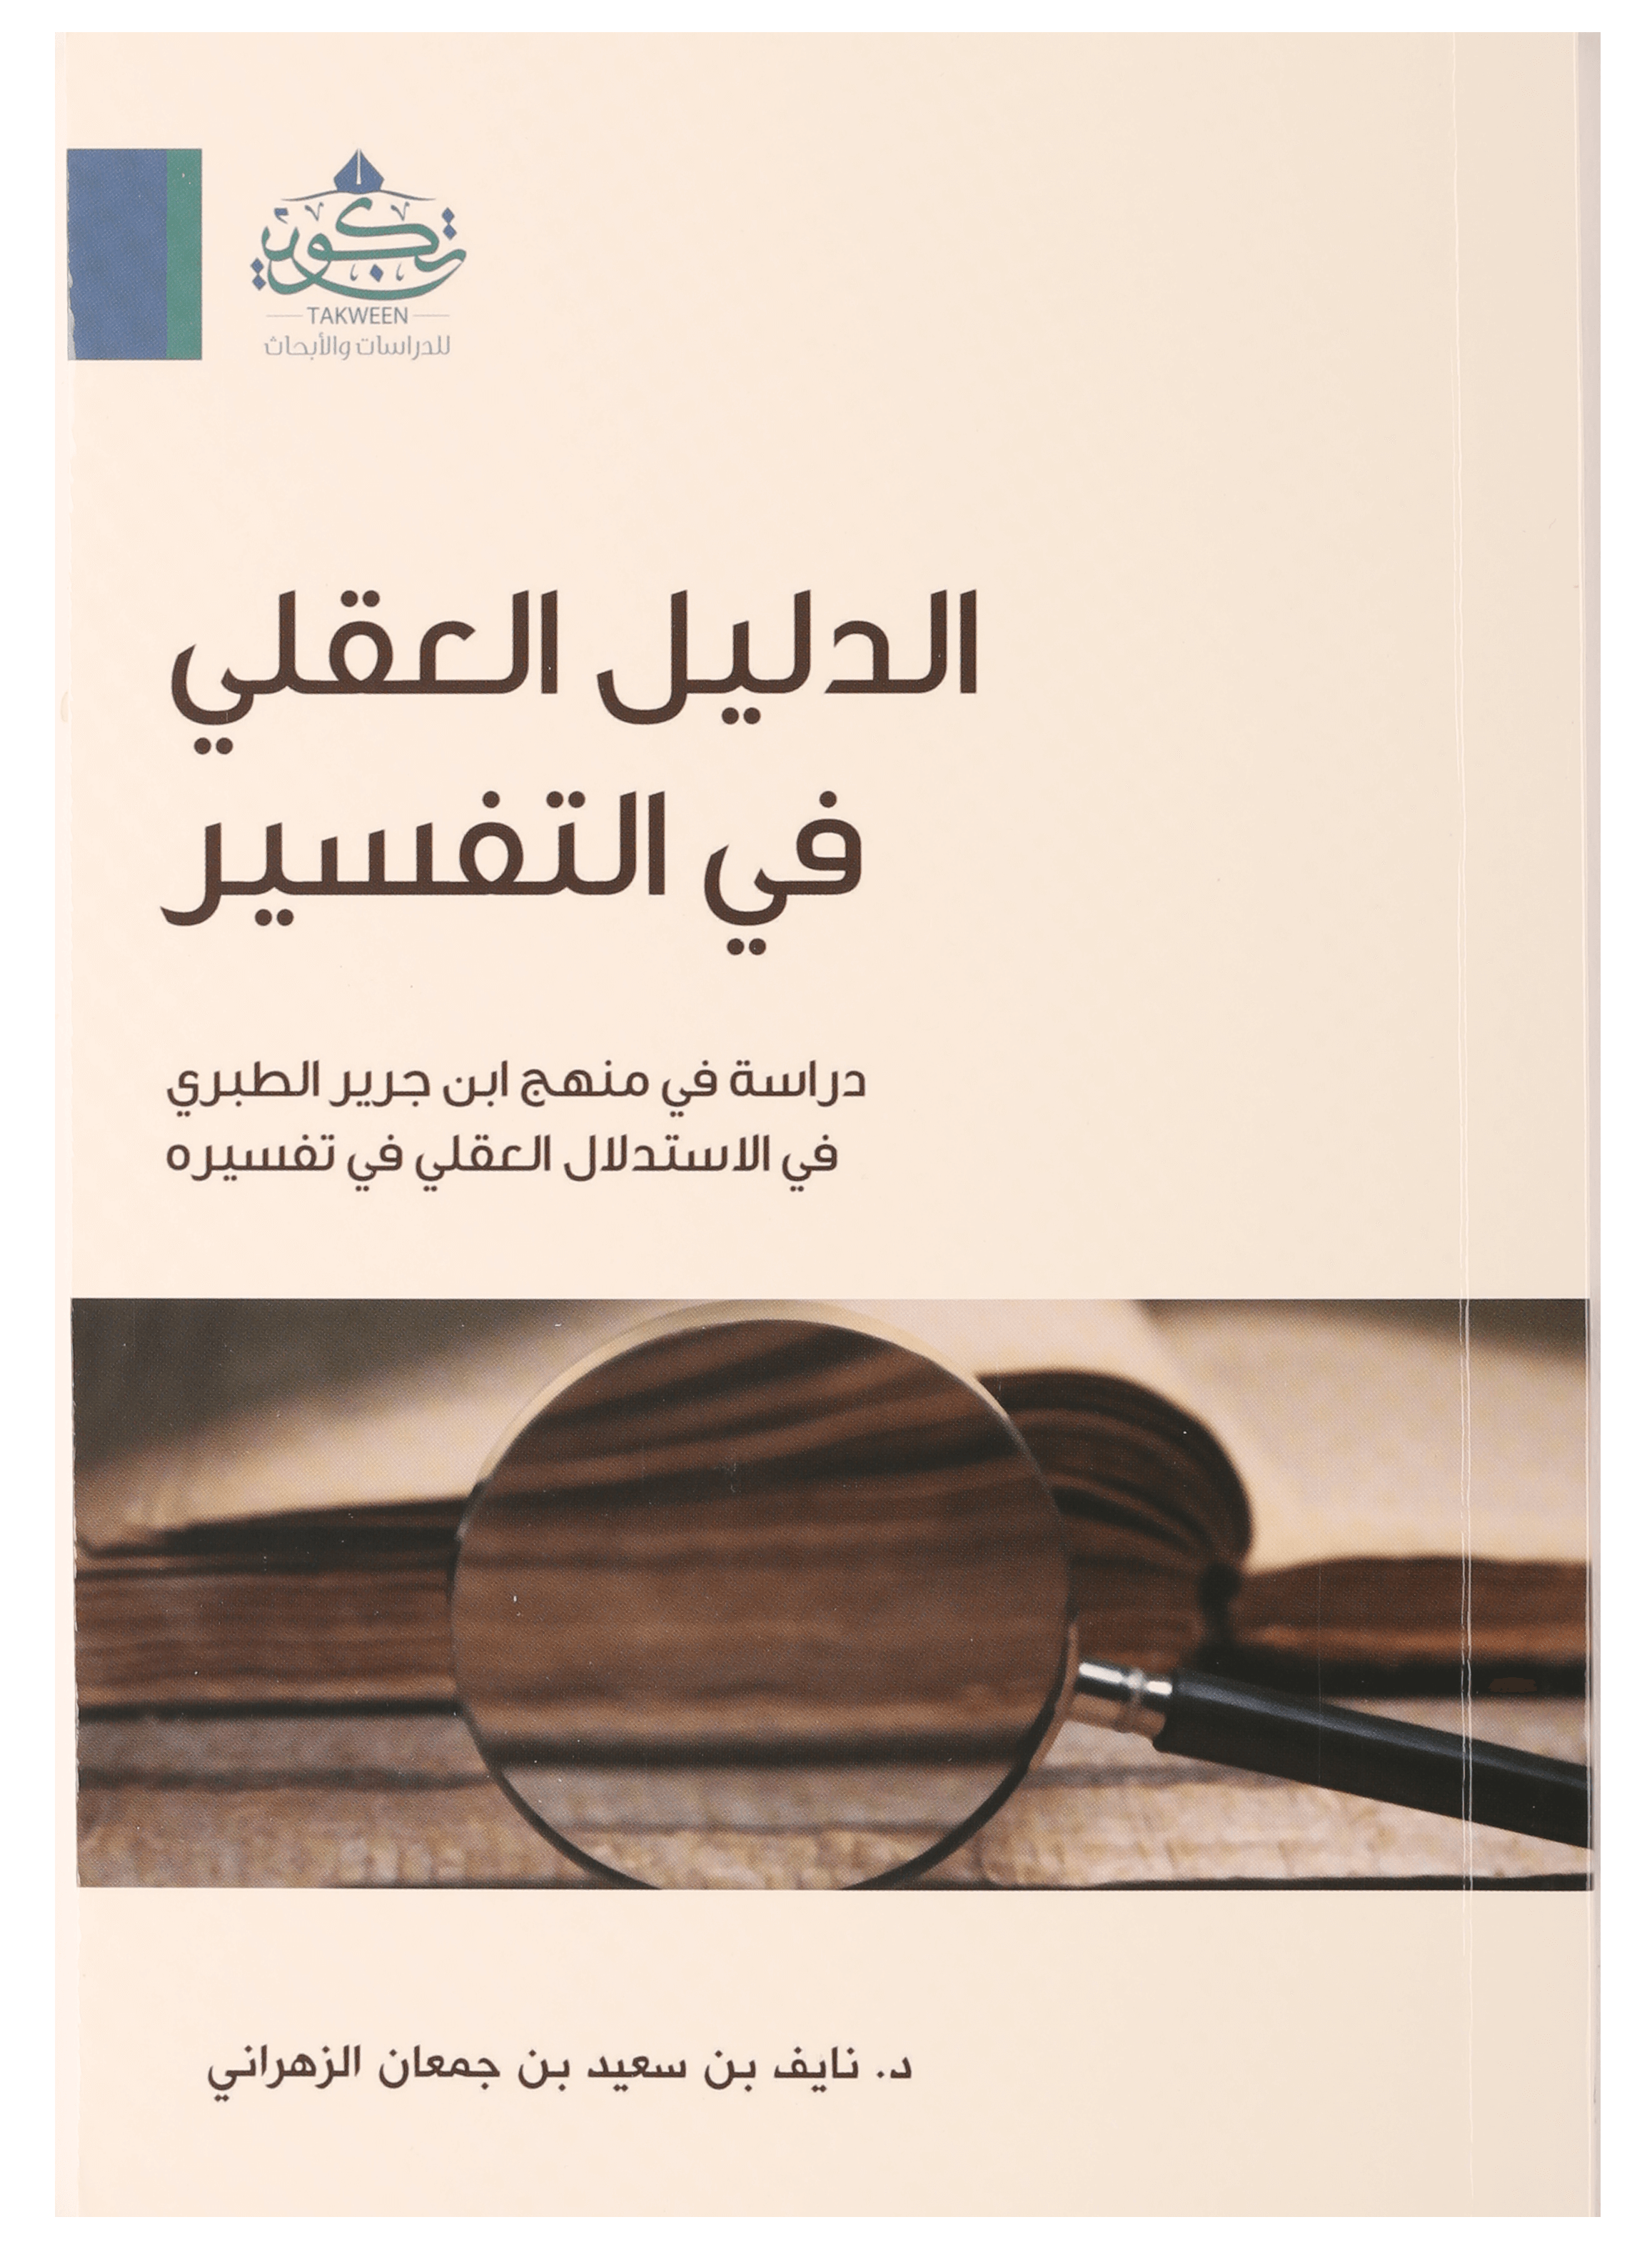 تكوين
TAKWEEN
للدراسات والأبحاث
الدليل العقلي
في التفسير
دراسة في منهج ابن جرير الطبري
في الاستدلال العقلي في تفسيره
د. نايف بن سعيد بن جمعان الزهراني